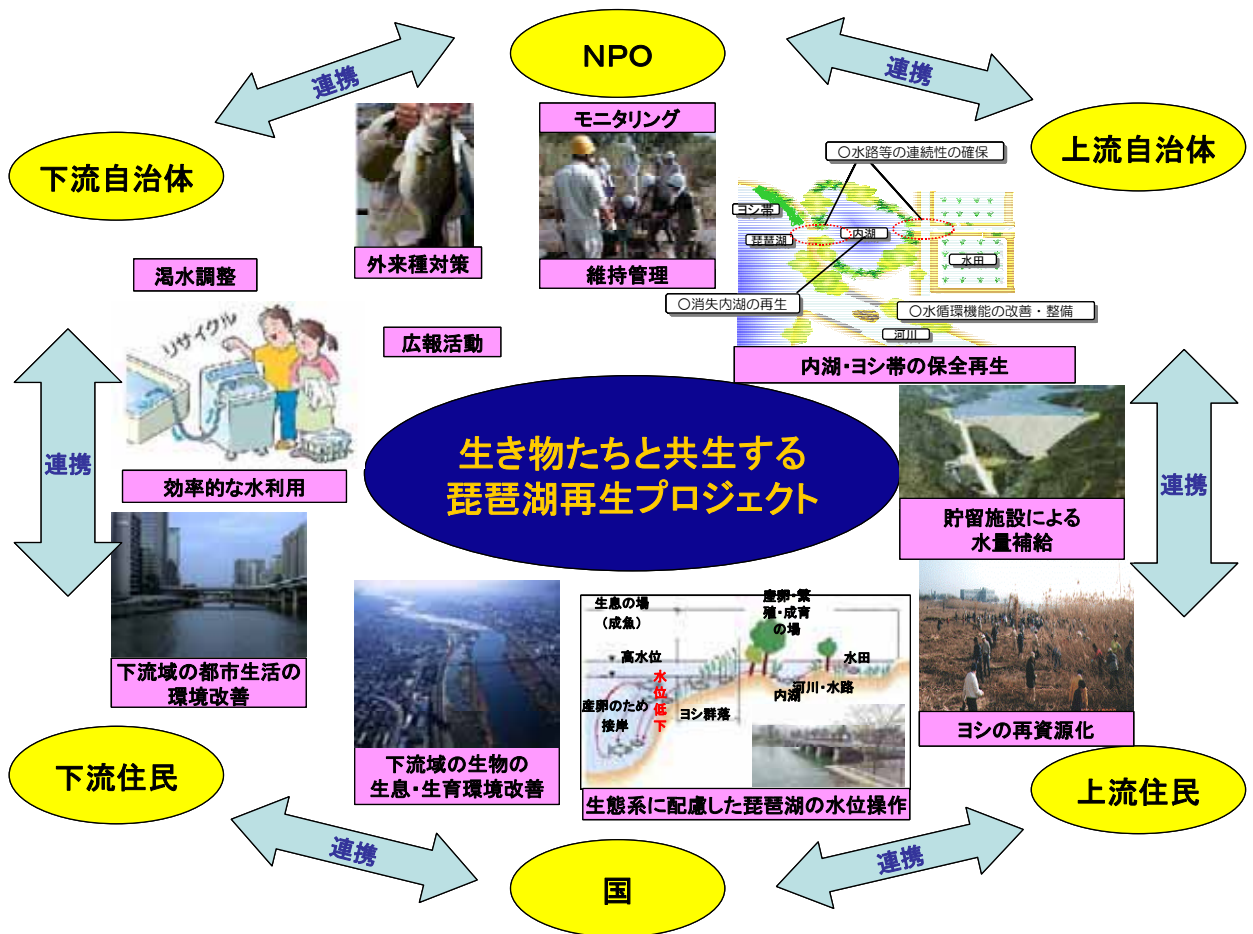 NPO
連携
連携
下流自治体
上流自治体
モニタリング
維持管理
外来種対策
渇水調整
広報活動
リサイクル
効率的な水利用
○水路等の連続性の確保
ヨシ帯
琵琶湖
内湖
水田
○消失内湖の再生
○水循環機能の改善・整備
河川
内湖・ヨシ帯の保全再生
連携
連携
生き物たちと共生する
琵琶湖再生プロジェクト
貯留施設による
水量補給
下流域の都市生活の
環境改善
下流域の生物の
生息・生育環境改善
生息の場
(成魚)
産卵・繁
殖・成育
の場
高水位
水田
水位低下
河川・水路
内湖
産卵のため
接岸
ヨシ群落
生態系に配慮した琵琶湖の水位操作
ヨシの再資源化
下流住民
上流住民
連携
連携
国